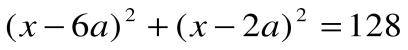 (x − 6a)² + (x − 2a)² = 128